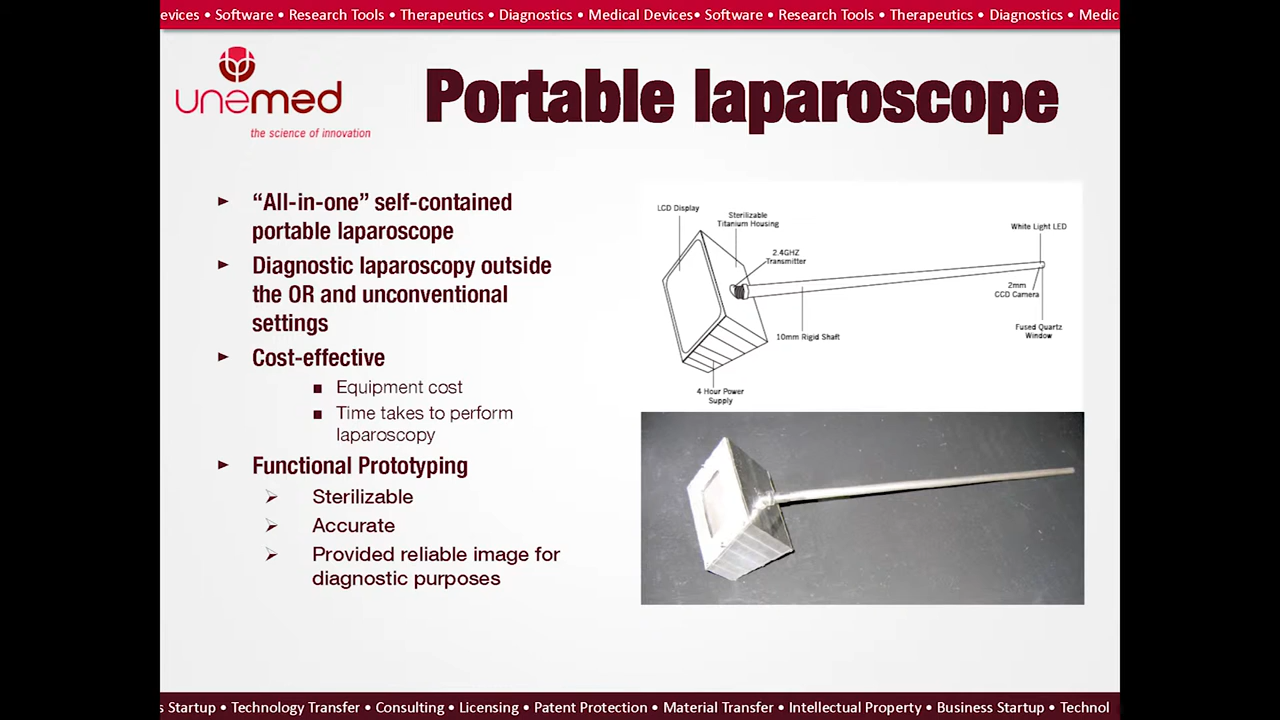 evices • Software • Research Tools • Therapeutics • Diagnostics • Medical Devices• Software • Research Tools • Therapeutics • Diagnostics • Medic
unemed
the science of innovation
Portable laparoscope
“All-in-one” self-contained
portable laparoscope
Diagnostic laparoscopy outside
the OR and unconventional
settings
Cost-effective
Equipment cost
Time takes to perform
laparoscopy
Functional Prototyping
Sterilizable
Accurate
Provided reliable image for
diagnostic purposes
LCD Display
Sterilizable
Titanium Housing
2.4GHZ
Transmitter
White Light LED
2mm
CCD Camera
10mm Rigid Shaft
Fused Quartz
Window
4 Hour Power
Supply
s Startup • Technology Transfer • Consulting • Licensing • Patent Protection • Material Transfer • Intellectual Property • Business Startup • Technol